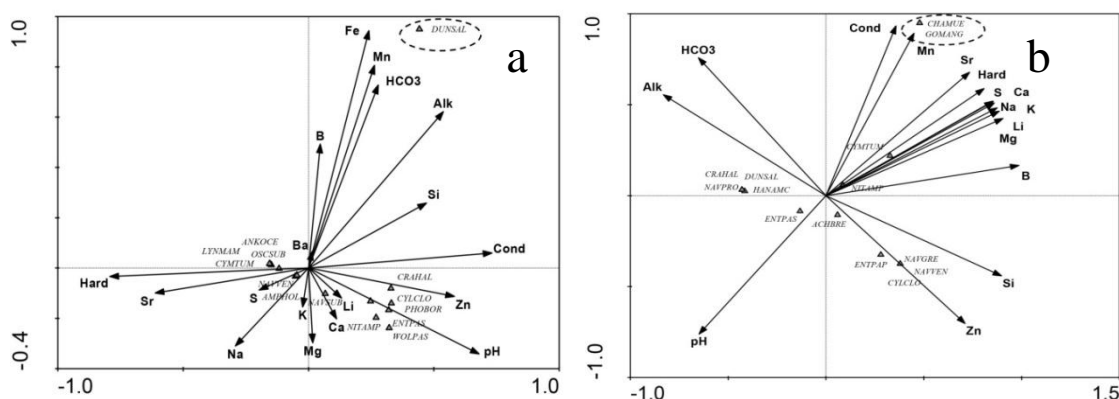 a
1.0
Fe
DUNSAL
Mn
HCO3
Alk
B
Si
Ba
Cond
ANKOCE
LYNMAM
OSCSUB
CYMTUM
Hard
Sr
S
NAVVEN
AMPHOL
NAVSUB
K
Li
Ca
CRAHAL
CYLCLO
PHOBOR
Zn
NITAMP
ENTPAS
WOLPAS
Na
Mg
pH
-0.4
-1.0
1.0
b
1.0
Cond
CHAMUE
GOMANG
Mn
HCO3
Sr
Alk
Hard
S
Ca
Na
K
Li
Mg
CYMTUM
B
CRAHAL
DUNSAL
NAVPRO
HANAMC
NITAMP
ENTPAS
ACHBRE
ENTPAP
NAVGRE
NAVVEN
CYLCLO
Si
Zn
pH
-1.0
-1.0
1.5